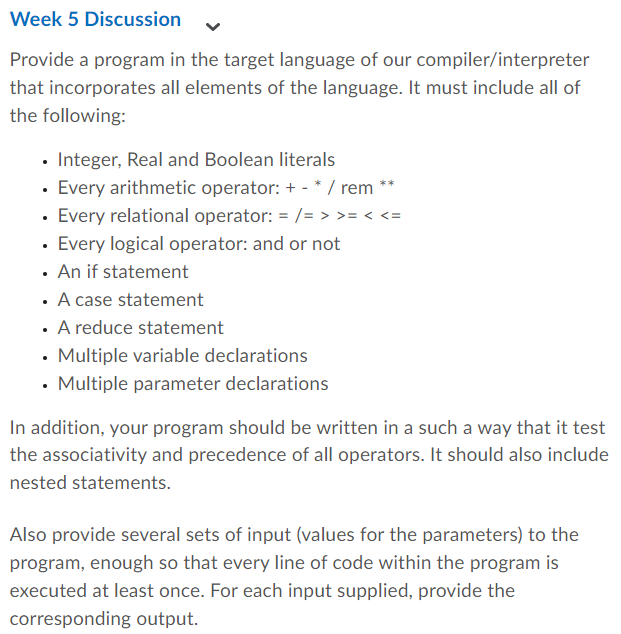 Week 5 Discussion
Provide a program in the target language of our compiler/interpreter
that incorporates all elements of the language. It must include all of
the following:
• Integer, Real and Boolean literals
• Every arithmetic operator: + - * / rem **
• Every relational operator: = /= > >= < <=
• Every logical operator: and or not
• An if statement
• A case statement
• A reduce statement
• Multiple variable declarations
• Multiple parameter declarations
In addition, your program should be written in a such a way that it test
the associativity and precedence of all operators. It should also include
nested statements.
Also provide several sets of input (values for the parameters) to the
program, enough so that every line of code within the program is
executed at least once. For each input supplied, provide the
corresponding output.